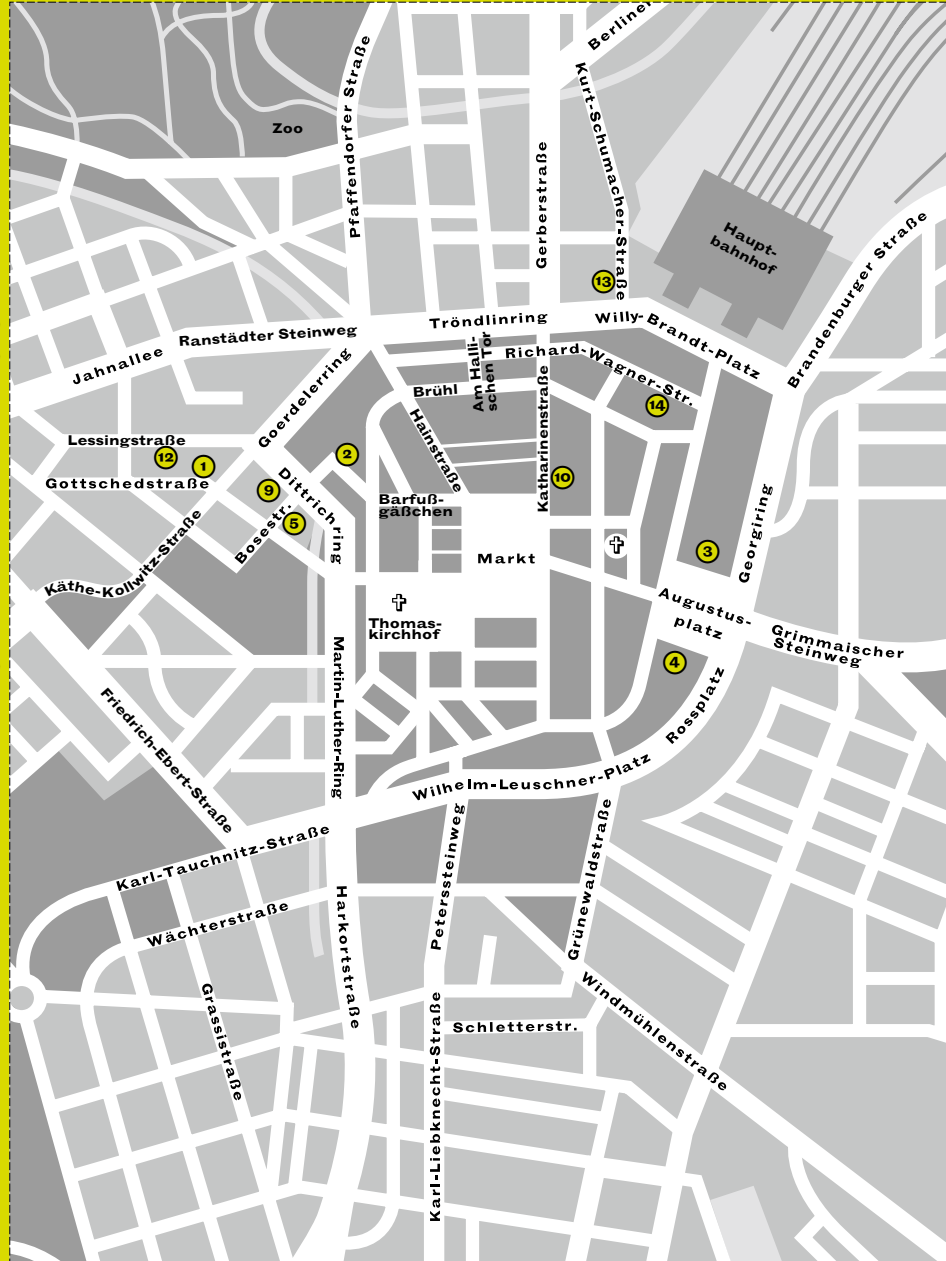 Berliner
Kurt-Schumacher-Straße
Pfaffendorfer Straße
Zoo
Gerberstraße
Haupt-
bahnhof
Brandenburger Straße
13
Tröndlinring
Willy-Brandt-Platz
Ranstädter Steinweg
Jahnallee
Am Halli-
schen Tor
Richard-Wagner-Str.
Goerdelerring
Brühl
14
Hainstraße
Katharinenstraße
Lessingstraße
12
1
2
Gottschedstraße
9
Dittrichring
10
Barfuß-
gäßchen
Bosestr.
5
Georgiring
Käthe-Kollwitz-Straße
Markt
3
Thomas-
kirchhof
Augustus-
platz
Grimmaischer
Steinweg
4
Martin-Luther-Ring
Rossplatz
Friedrich-Ebert-Straße
Wilhelm-Leuschner-Platz
Karl-Tauchnitz-Straße
Peterssteinweg
Grünewaldstraße
Wächterstraße
Harkortstraße
Grassistraße
Windmühlenstraße
Schletterstr.
Karl-Liebknecht-Straße